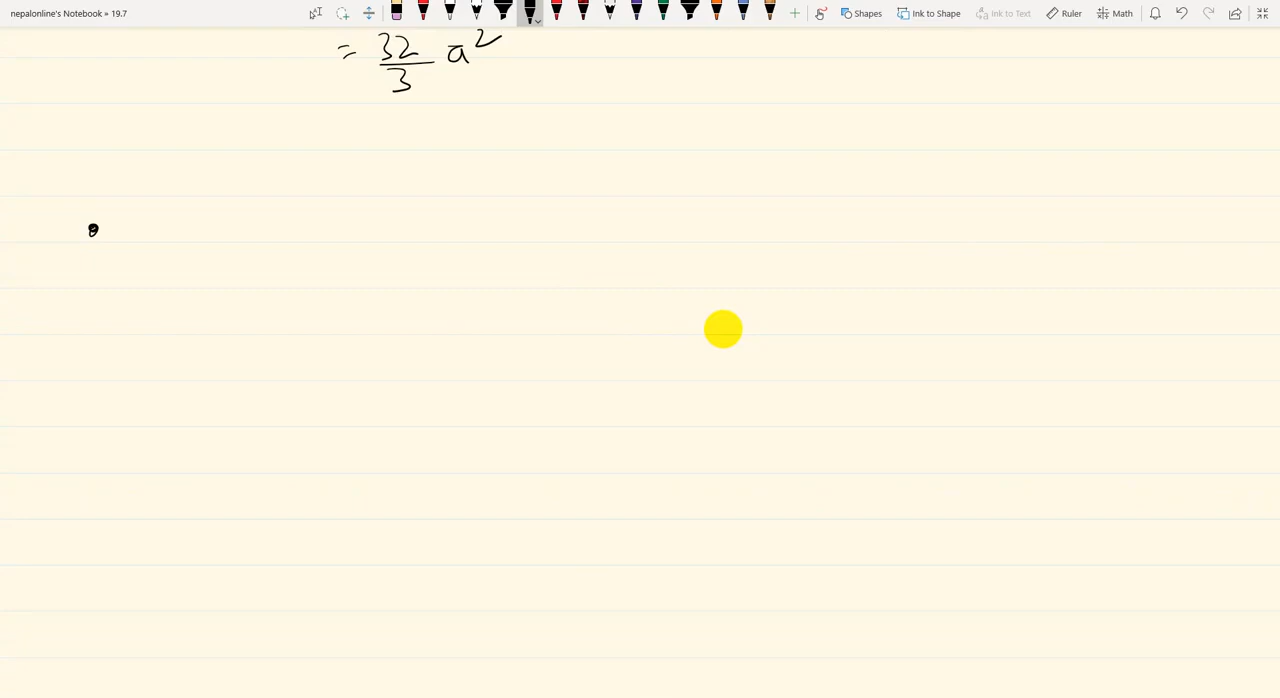 nepalonline's Notebook » 19.7
Shapes Ink to Shape Ink to Text Ruler Math
= 32/3 a²